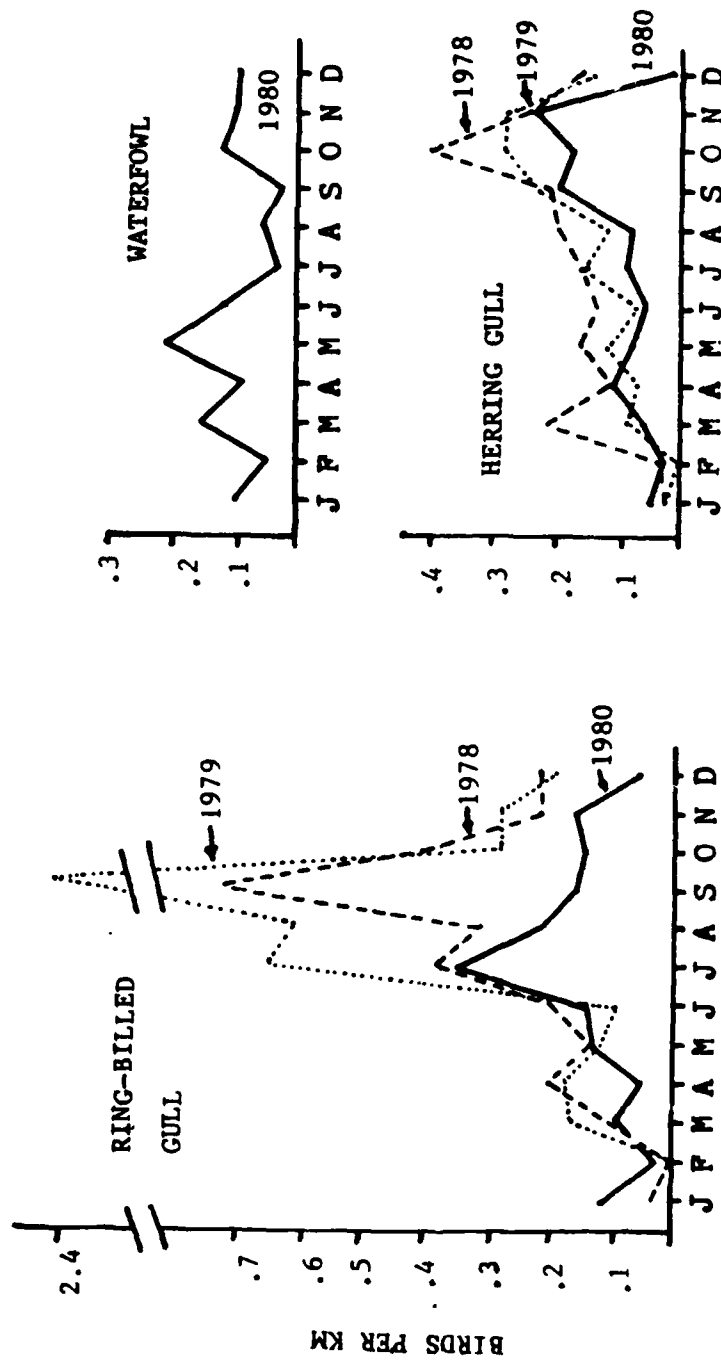 BIRDS PER KM
2.4
.7
.6
.5
.4
.3
.2
.1
RING-BILLED
GULL
1979
1978
1980
J F M A M J J A S O N D
.3
.2
.1
WATERFOWL
1980
J F M A M J J A S O N D
.4
.3
.2
.1
HERRING GULL
1978
1979
1980
J F M A M J J A S O N D